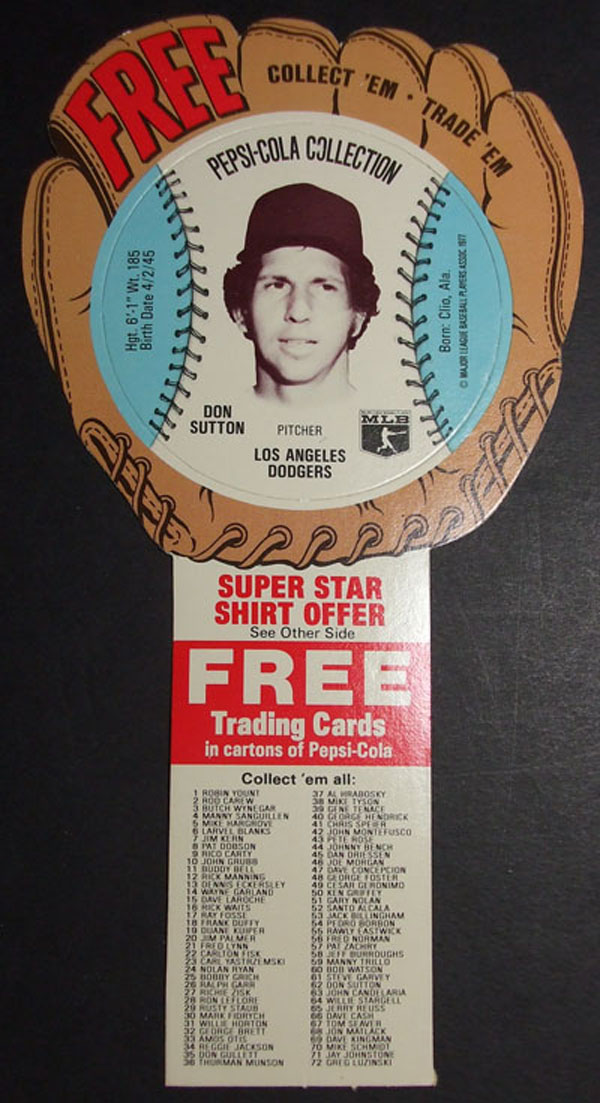 FREE
COLLECT 'EM • TRADE 'EM
PEPSI-COLA COLLECTION
Hgt. 6'-1" Wt. 185
Birth Date 4/2/45
Born: Clio, Ala.
© MAJOR LEAGUE BASEBALL PLAYERS ASSOC. 1977
DON
SUTTON
PITCHER
MLB
LOS ANGELES
DODGERS
SUPER STAR
SHIRT OFFER
See Other Side
FREE
Trading Cards
in cartons of Pepsi-Cola
Collect 'em all:
1 ROBIN YOUNT
2 ROD CAREW
3 BUTCH WYNEGAR
4 MANNY SANGUILLEN
5 MIKE HARGROVE
6 LARVEL BLANKS
7 JIM KERN
8 PAT DOBSON
9 RICO CARTY
10 JOHN GRUBB
11 BUDDY BELL
12 RICK MANNING
13 DENNIS ECKERSLEY
14 WAYNE GARLAND
15 DAVE LAROCHE
16 RICK WAITS
17 RAY FOSSE
18 FRANK DUFFY
19 DUANE KUIPER
20 JIM PALMER
21 FRED LYNN
22 CARLTON FISK
23 CARL YASTRZEMSKI
24 NOLAN RYAN
25 BOBBY GRICH
26 RALPH GARR
27 RICHIE ZISK
28 RON LEFLORE
29 RUSTY STAUB
30 MARK FIDRYCH
31 WILLIE HORTON
32 GEORGE BRETT
33 AMOS OTIS
34 REGGIE JACKSON
35 DON GULLETT
36 THURMAN MUNSON
37 AL HRABOSKY
38 MIKE TYSON
39 GENE TENACE
40 GEORGE HENDRICK
41 CHRIS SPEIER
42 JOHN MONTEFUSCO
43 PETE ROSE
44 JOHNNY BENCH
45 DAN DRIESSEN
46 JOE MORGAN
47 DAVE CONCEPCION
48 GEORGE FOSTER
49 CESAR GERONIMO
50 KEN GRIFFEY
51 GARY NOLAN
52 SANTO ALCALA
53 JACK BILLINGHAM
54 PEDRO BORBON
55 RAWLY EASTWICK
56 FRED NORMAN
57 PAT ZACHRY
58 JEFF BURROUGHS
59 MANNY TRILLO
60 BOB WATSON
61 STEVE GARVEY
62 DON SUTTON
63 JOHN CANDELARIA
64 WILLIE STARGELL
65 JERRY REUSS
66 DAVE CASH
67 TOM SEAVER
68 JON MATLACK
69 DAVE KINGMAN
70 MIKE SCHMIDT
71 JAY JOHNSTONE
72 GREG LUZINSKI